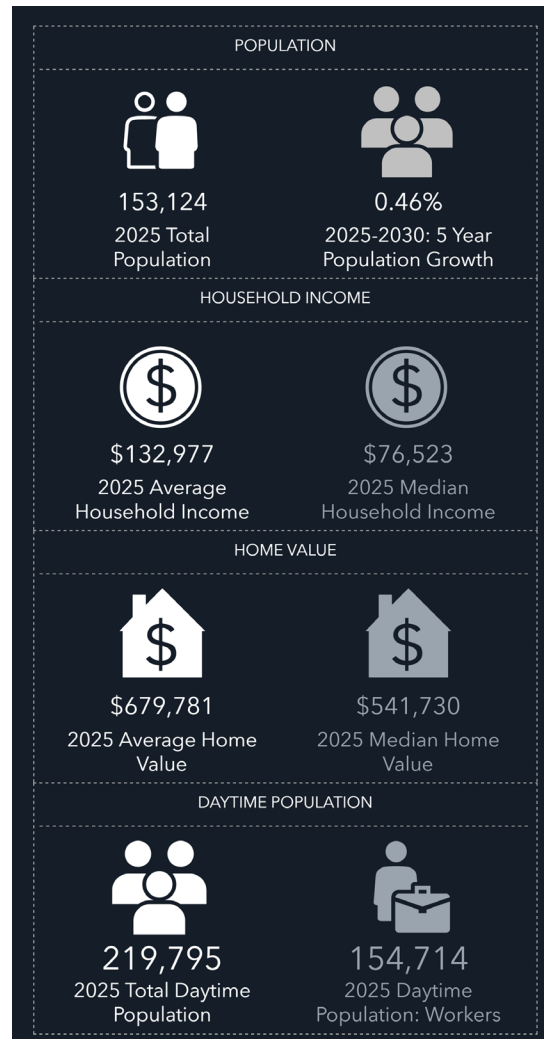 POPULATION
153,124
2025 Total
Population
0.46%
2025-2030: 5 Year
Population Growth
HOUSEHOLD INCOME
$
$132,977
2025 Average
Household Income
$
$76,523
2025 Median
Household Income
HOME VALUE
$
$679,781
2025 Average Home
Value
$
$541,730
2025 Median Home
Value
DAYTIME POPULATION
219,795
2025 Total Daytime
Population
154,714
2025 Daytime
Population: Workers